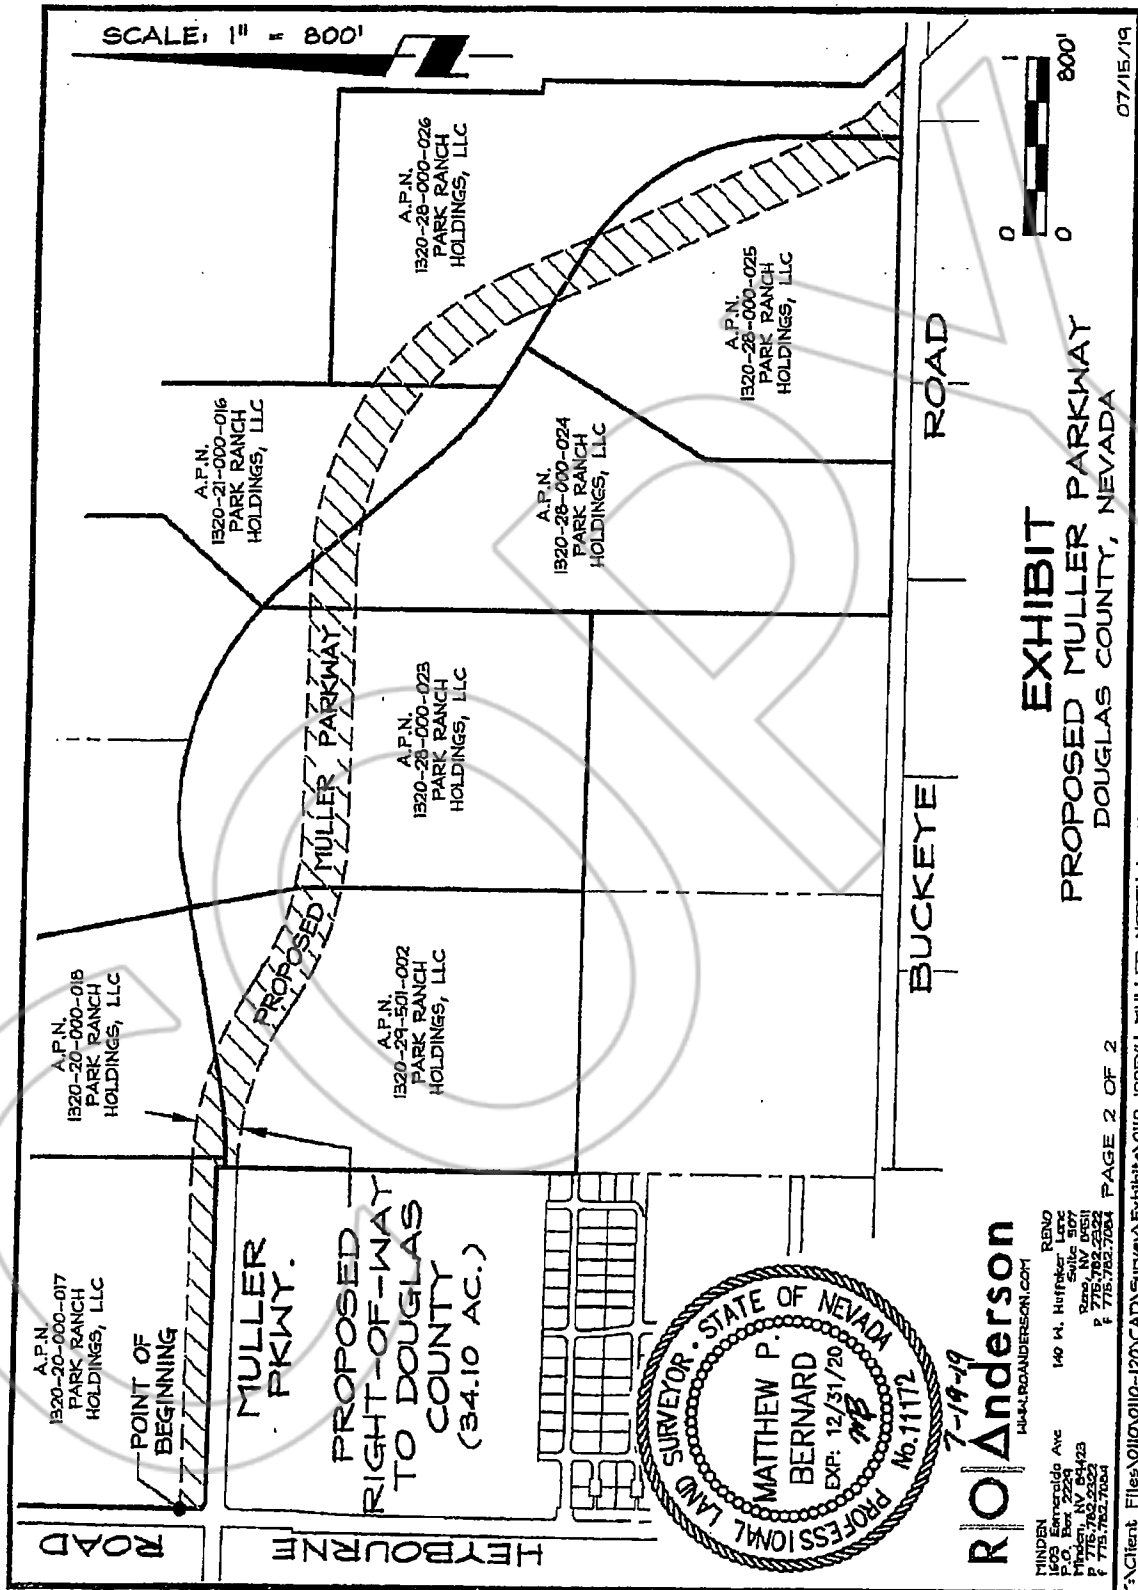 SCALE: 1" = 800'
A.P.N.
1320-20-000-017
PARK RANCH
HOLDINGS, LLC
POINT OF
BEGINNING
A.P.N.
1320-20-000-018
PARK RANCH
HOLDINGS, LLC
A.P.N.
1320-21-000-016
PARK RANCH
HOLDINGS, LLC
A.P.N.
1320-28-000-026
PARK RANCH
HOLDINGS, LLC
HEYBOURNE ROAD
MULLER
PKWY.
PROPOSED
RIGHT-OF-WAY
TO DOUGLAS
COUNTY
(34.10 AC.)
PROPOSED MULLER PARKWAY
A.P.N.
1320-29-501-002
PARK RANCH
HOLDINGS, LLC
A.P.N.
1320-28-000-023
PARK RANCH
HOLDINGS, LLC
A.P.N.
1320-28-000-024
PARK RANCH
HOLDINGS, LLC
A.P.N.
1320-28-000-025
PARK RANCH
HOLDINGS, LLC
BUCKEYE ROAD
PROFESSIONAL LAND SURVEYOR · STATE OF NEVADA
MATTHEW P.
BERNARD
EXP: 12/31/20
MB
No. 11172
7-19-19
0 800'
0 1
EXHIBIT
PROPOSED MULLER PARKWAY
DOUGLAS COUNTY, NEVADA
RO Anderson
WWW.ROANDERSON.COM
MINDEN
1603 Esmeralda Ave
P.O. Box 2229
Minden, NV 89423
P 775.782.2322
F 775.782.7084
RENO
140 W. Huffaker Lane
Suite 507
Reno, NV 89511
P 775.782.2322
F 775.782.7084
PAGE 2 OF 2
07/15/19
COPY